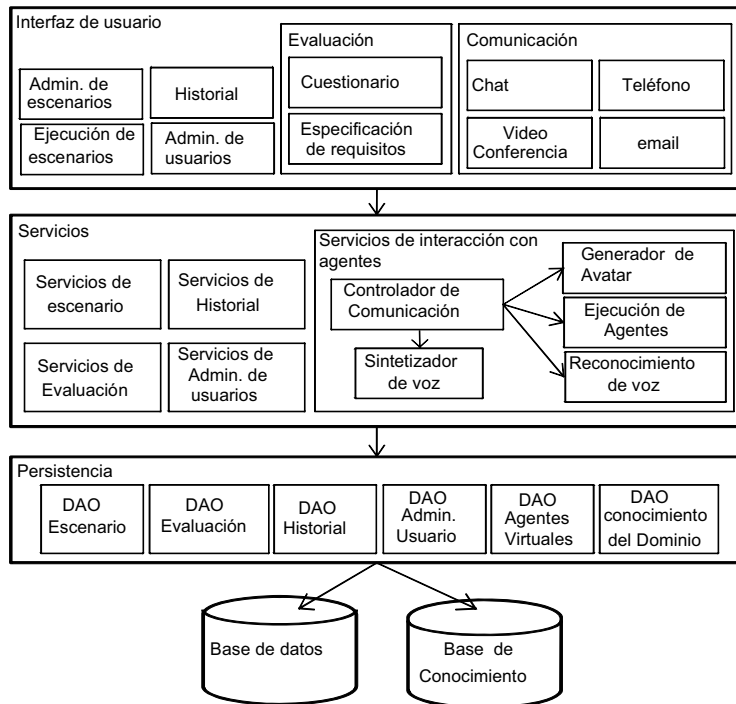 Interfaz de usuario
Admin. de
escenarios
Historial
Ejecución de
escenarios
Admin. de
usuarios
Evaluación
Cuestionario
Especificación
de requisitos
Comunicación
Chat
Teléfono
Video
Conferencia
email
Servicios
Servicios de
escenario
Servicios de
Historial
Servicios de
Evaluación
Servicios de
Admin. de
usuarios
Servicios de interacción con
agentes
Controlador de
Comunicación
Sintetizador
de voz
Generador de
Avatar
Ejecución de
Agentes
Reconocimiento
de voz
Persistencia
DAO
Escenario
DAO
Evaluación
DAO
Historial
DAO
Admin.
Usuario
DAO
Agentes
Virtuales
DAO
conocimiento
del Dominio
Base de datos
Base de
Conocimiento